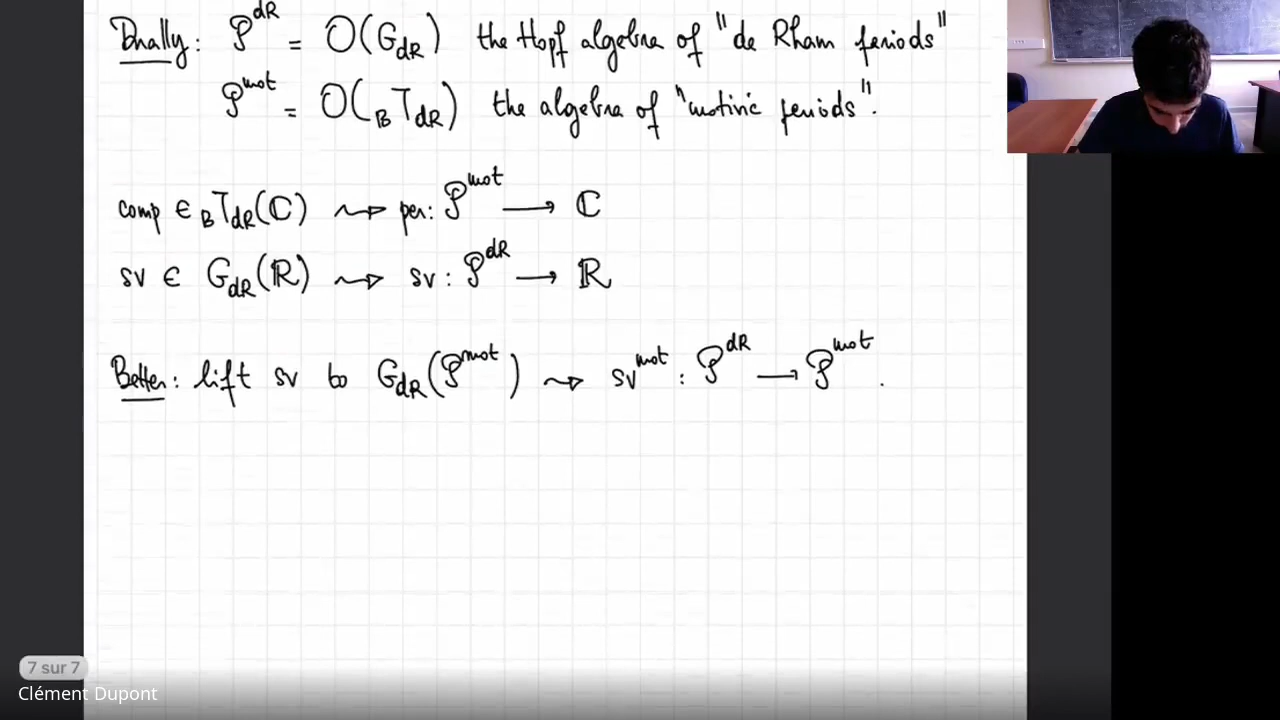 Dually: 𝒫^dR = 𝒪(G_dR) the Hopf algebra of "de Rham periods"
𝒫^mot = 𝒪(_B T_dR) the algebra of "motivic periods".
comp ∈ _B T_dR(ℂ) ⇝ per: 𝒫^mot ⟶ ℂ
sv ∈ G_dR(ℝ) ⇝ sv : 𝒫^dR ⟶ ℝ
Better: lift sv to G_dR(𝒫^mot) ⇝ sv^mot : 𝒫^dR ⟶ 𝒫^mot .
7 sur 7
Clément Dupont